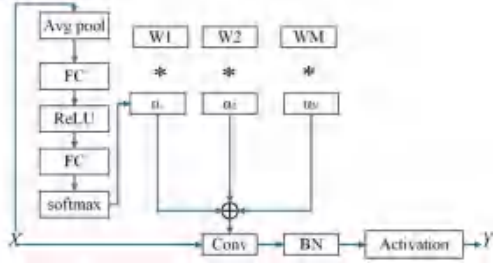 Avg pool
W1
W2
WM
FC
*
*
*
ReLU
FC
softmax
X
Conv
BN
Activation
Y